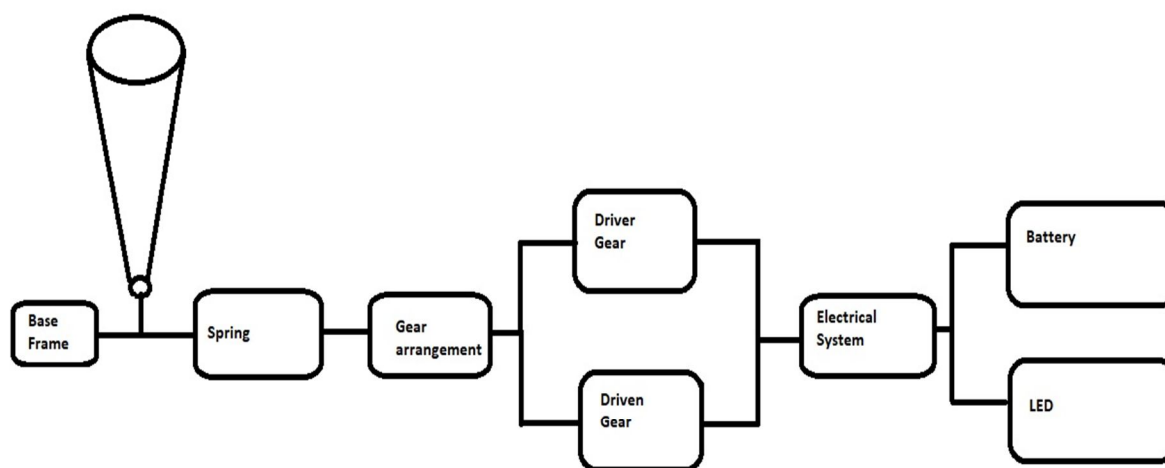 Base
Frame
Spring
Gear
arrangement
Driver
Gear
Driven
Gear
Electrical
System
Battery
LED